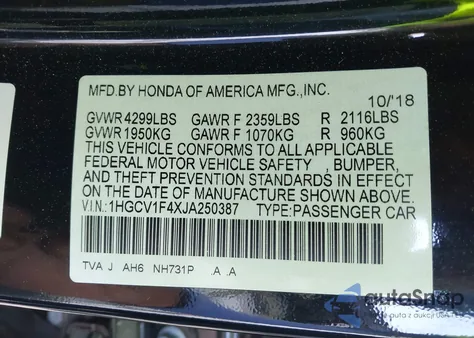 MFD.BY HONDA OF AMERICA MFG.,INC.
10/'18
GVWR 4299LBS GAWR F 2359LBS R 2116LBS
GVWR 1950KG GAWR F 1070KG R 960KG
THIS VEHICLE CONFORMS TO ALL APPLICABLE
FEDERAL MOTOR VEHICLE SAFETY , BUMPER,
AND THEFT PREVENTION STANDARDS IN EFFECT
ON THE DATE OF MANUFACTURE SHOWN ABOVE.
V.I.N.:1HGCV1F4XJA250387 TYPE:PASSENGER CAR
TVA J AH6 NH731P .A .A
autoSnap